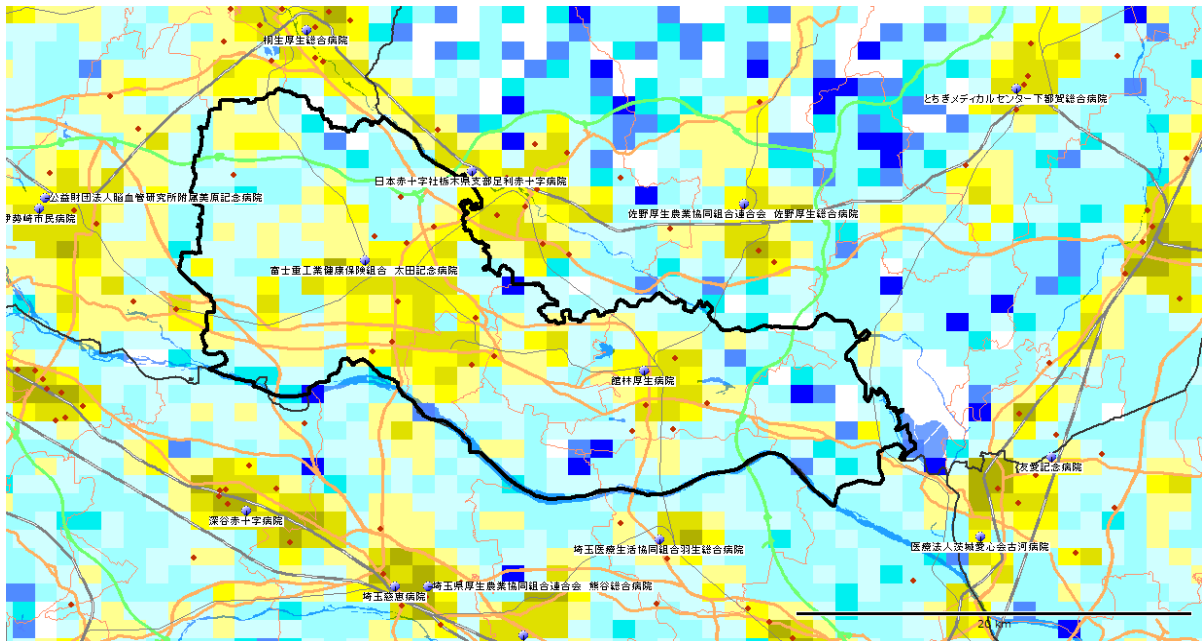 桐生厚生総合病院
とちぎメディカルセンター下都賀総合病院
日本赤十字社栃木県支部足利赤十字病院
公益財団法人脳血管研究所附属美原記念病院
伊勢崎市民病院
佐野厚生農業協同組合連合会 佐野厚生総合病院
富士重工業健康保険組合 太田記念病院
館林厚生病院
友愛記念病院
深谷赤十字病院
埼玉医療生活協同組合羽生総合病院
医療法人茨城愛心会古河病院
埼玉県厚生農業協同組合連合会 熊谷総合病院
埼玉慈恵病院
20 km